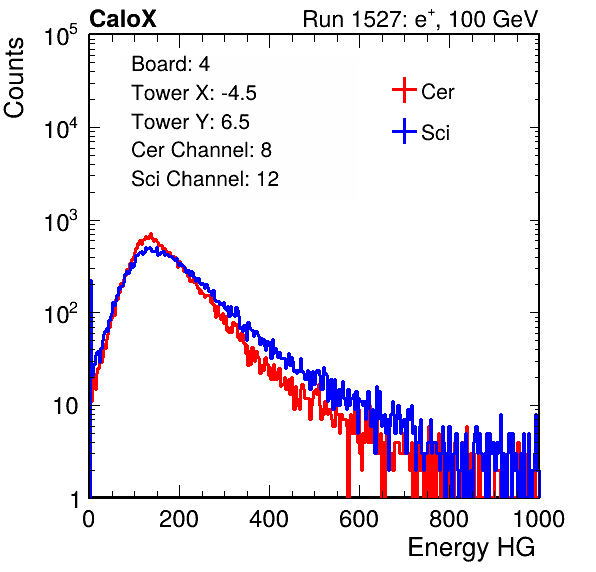 CaloX Run 1527: e⁺, 100 GeV
Counts
Board: 4
Tower X: -4.5
Tower Y: 6.5
Cer Channel: 8
Sci Channel: 12
Cer
Sci
10⁵
10⁴
10³
10²
10
1
0 200 400 600 800 1000
Energy HG